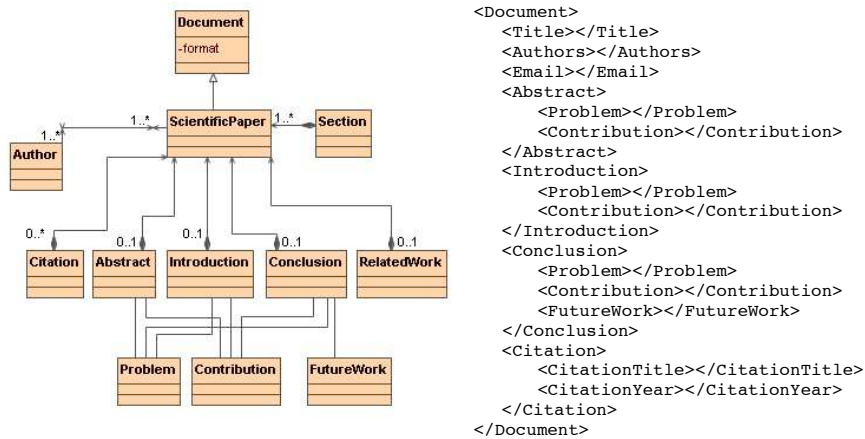 Document
-format
ScientificPaper
Section
Author
1..*
1..*
1..*
0..*
0..1
0..1
0..1
0..1
Citation
Abstract
Introduction
Conclusion
RelatedWork
Problem
Contribution
FutureWork
<Document>
<Title></Title>
<Authors></Authors>
<Email></Email>
<Abstract>
<Problem></Problem>
<Contribution></Contribution>
</Abstract>
<Introduction>
<Problem></Problem>
<Contribution></Contribution>
</Introduction>
<Conclusion>
<Problem></Problem>
<Contribution></Contribution>
<FutureWork></FutureWork>
</Conclusion>
<Citation>
<CitationTitle></CitationTitle>
<CitationYear></CitationYear>
</Citation>
</Document>